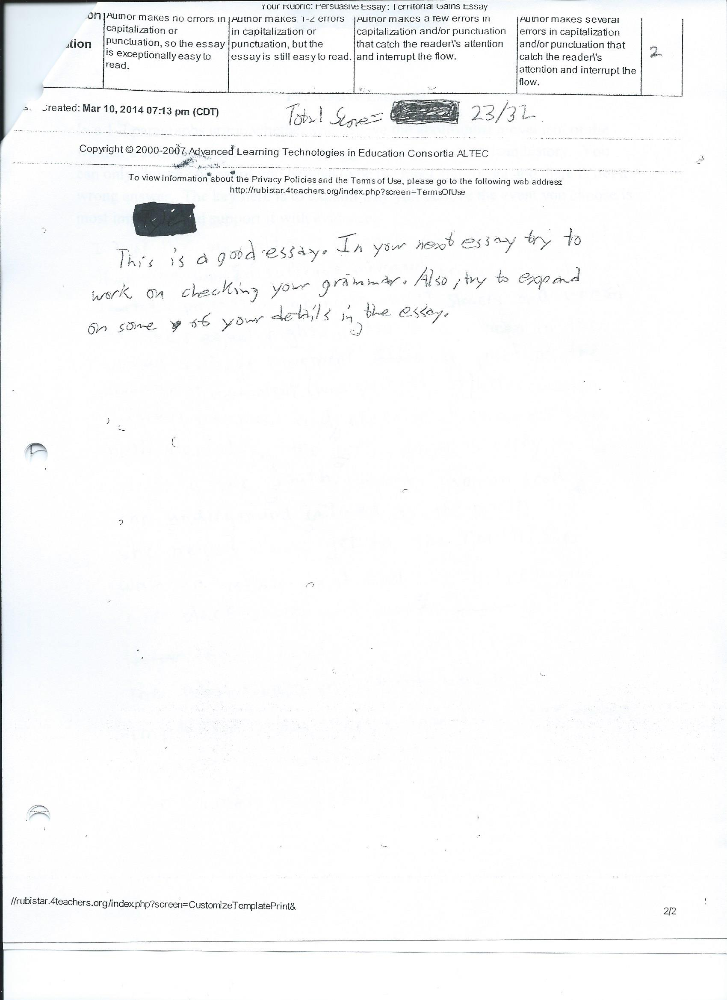 Your Rubric: Persuasive Essay: Territorial Gains Essay
on Author makes no errors in Author makes 1-2 errors Author makes a few errors in Author makes several
capitalization or in capitalization or capitalization and/or punctuation errors in capitalization
tion punctuation, so the essay punctuation, but the that catch the reader\'s attention and/or punctuation that 2
is exceptionally easy to essay is still easy to read. and interrupt the flow. catch the reader\'s
read. attention and interrupt the
flow.
reated: Mar 10, 2014 07:13 pm (CDT) Total Score= 23/32
Copyright © 2000-2007 Advanced Learning Technologies in Education Consortia ALTEC
To view information about the Privacy Policies and the Terms of Use, please go to the following web address:
http://rubistar.4teachers.org/index.php?screen=TermsOfUse
This is a good essay. In your next essay try to
work on checking your grammar. Also, try to expand
on some of your details in the essay.
//rubistar.4teachers.org/index.php?screen=CustomizeTemplatePrint&
2/2